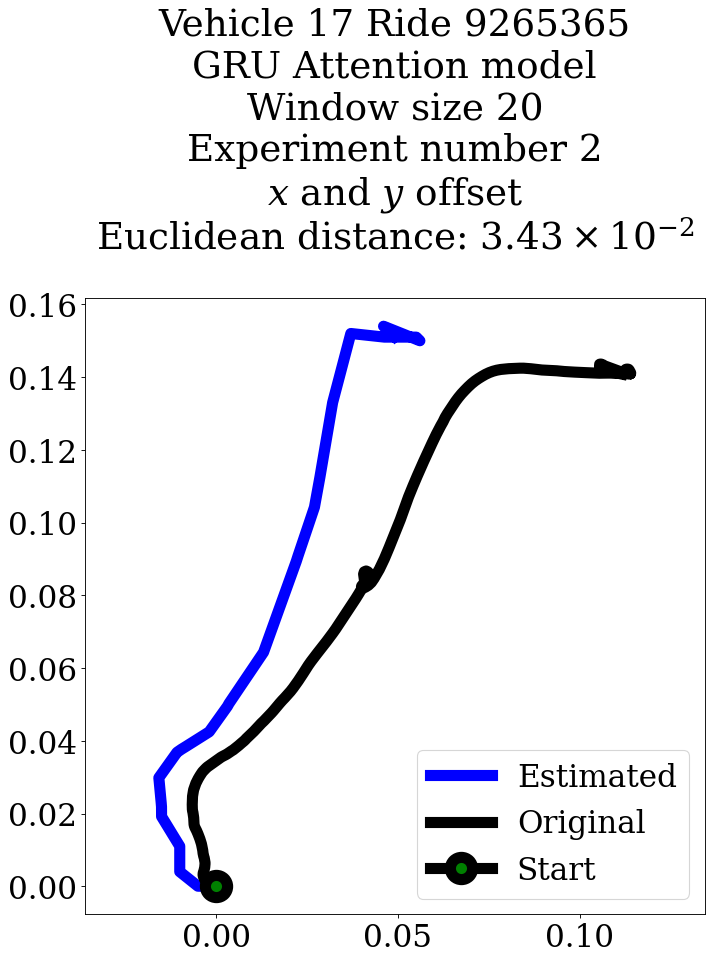 Vehicle 17 Ride 9265365
GRU Attention model
Window size 20
Experiment number 2
x and y offset
Euclidean distance: 3.43 × 10⁻²
0.16
0.14
0.12
0.10
0.08
0.06
0.04
0.02
0.00
Estimated
Original
Start
0.00 0.05 0.10